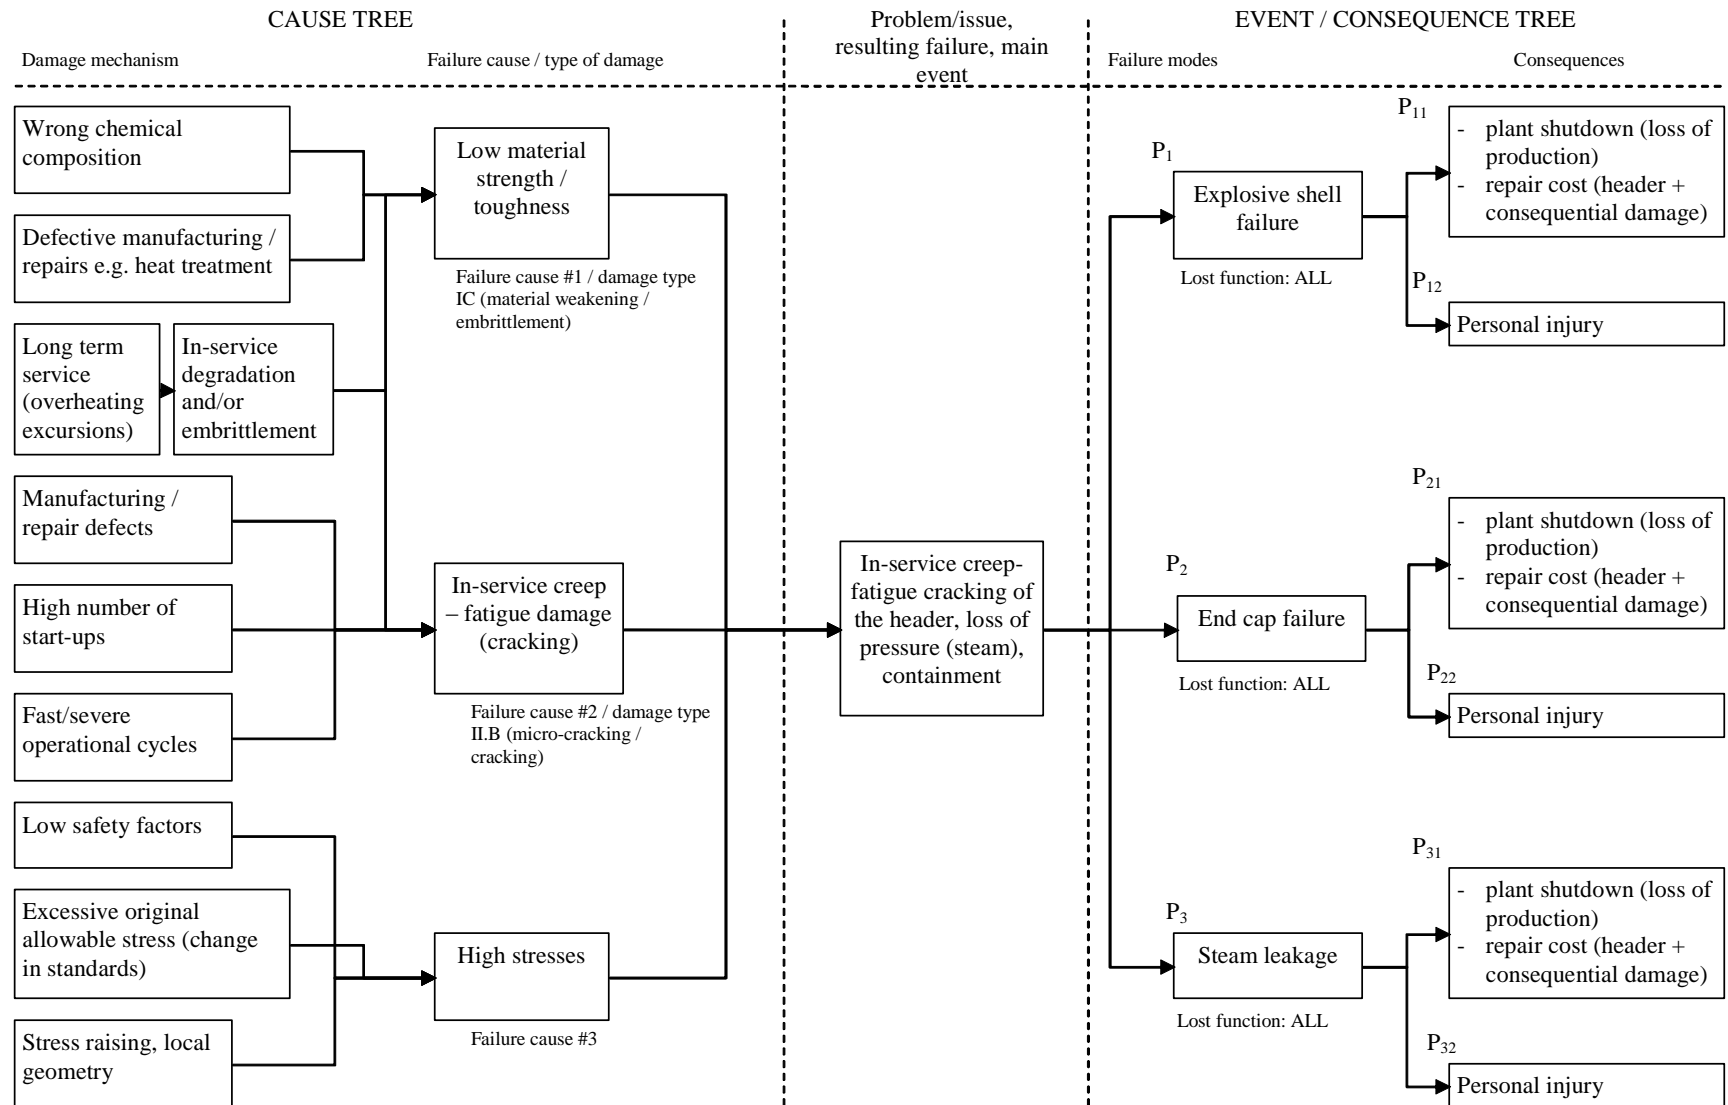 CAUSE TREE
Problem/issue,
resulting failure, main
event
EVENT / CONSEQUENCE TREE
Damage mechanism
Failure cause / type of damage
Failure modes
Consequences
Wrong chemical
composition
Defective manufacturing /
repairs e.g. heat treatment
Long term
service
(overheating
excursions)
In-service
degradation
and/or
embrittlement
Manufacturing /
repair defects
High number of
start-ups
Fast/severe
operational cycles
Low safety factors
Excessive original
allowable stress (change
in standards)
Stress raising, local
geometry
Low material
strength /
toughness
Failure cause #1 / damage type
IC (material weakening /
embrittlement)
In-service creep
– fatigue damage
(cracking)
Failure cause #2 / damage type
II.B (micro-cracking /
cracking)
High stresses
Failure cause #3
In-service creep-
fatigue cracking of
the header, loss of
pressure (steam),
containment
P1
Explosive shell
failure
Lost function: ALL
P11
- plant shutdown (loss of
production)
- repair cost (header +
consequential damage)
P12
Personal injury
P2
End cap failure
Lost function: ALL
P21
- plant shutdown (loss of
production)
- repair cost (header +
consequential damage)
P22
Personal injury
P3
Steam leakage
Lost function: ALL
P31
- plant shutdown (loss of
production)
- repair cost (header +
consequential damage)
P32
Personal injury